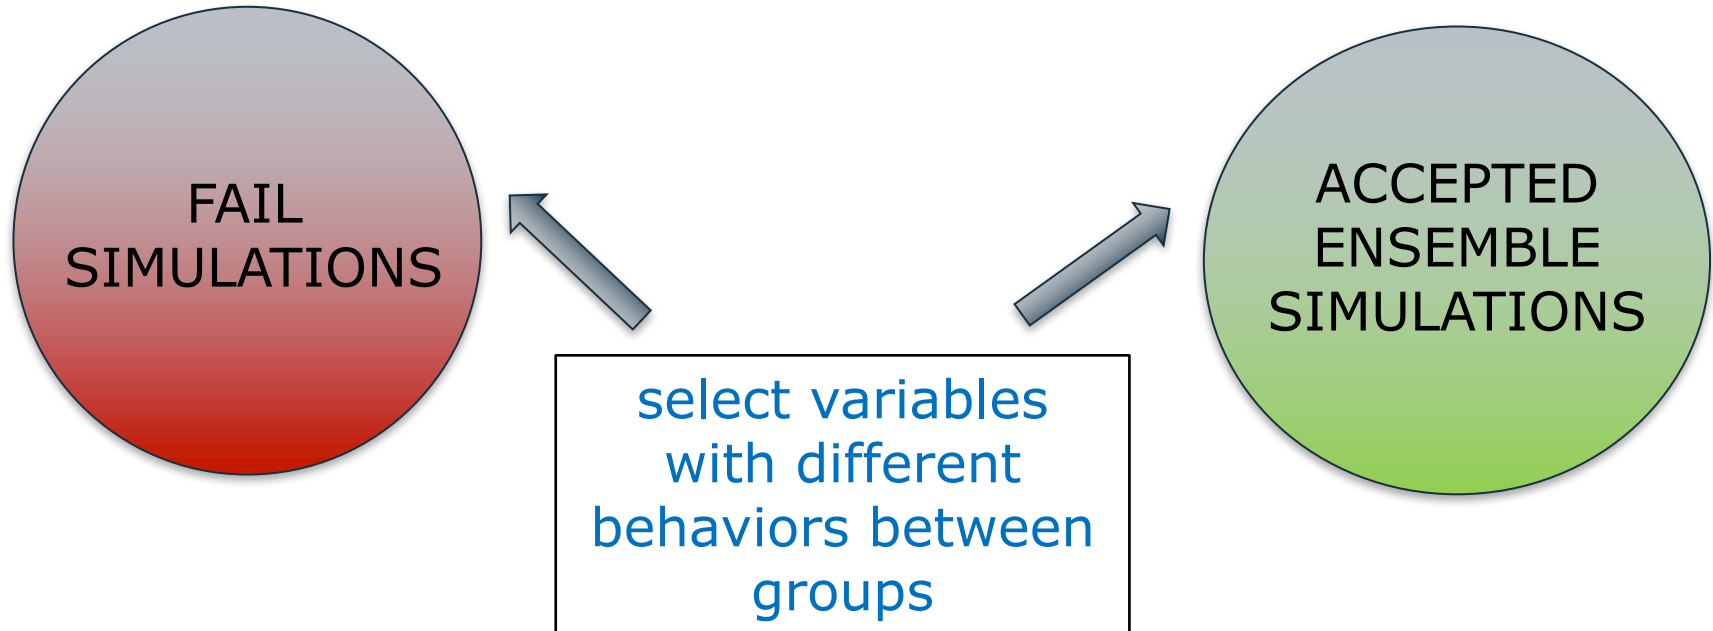 FAIL
SIMULATIONS
ACCEPTED
ENSEMBLE
SIMULATIONS
select variables
with different
behaviors between
groups